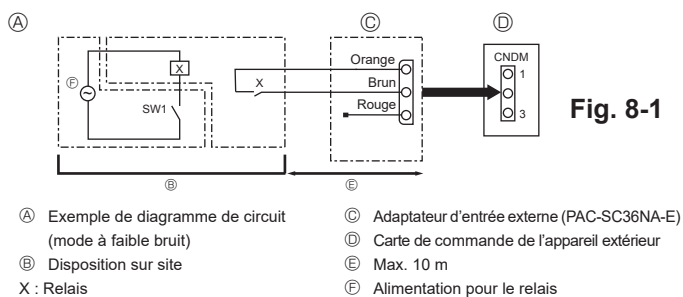 Ⓐ
Ⓒ
Ⓓ
Orange
CNDM
X
X
Brun
1
Ⓕ
SW1
Rouge
3
Fig. 8-1
Ⓑ
Ⓔ
Ⓐ Exemple de diagramme de circuit
(mode à faible bruit)
Ⓑ Disposition sur site
X : Relais
Ⓒ Adaptateur d'entrée externe (PAC-SC36NA-E)
Ⓓ Carte de commande de l'appareil extérieur
Ⓔ Max. 10 m
Ⓕ Alimentation pour le relais